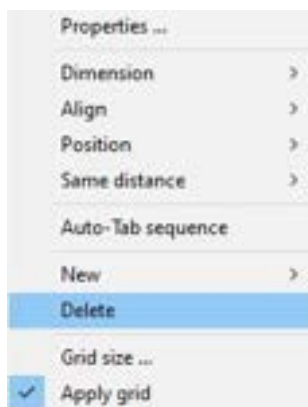 Properties ...
Dimension
Align
Position
Same distance
Auto-Tab sequence
New
Delete
Grid size ...
Apply grid